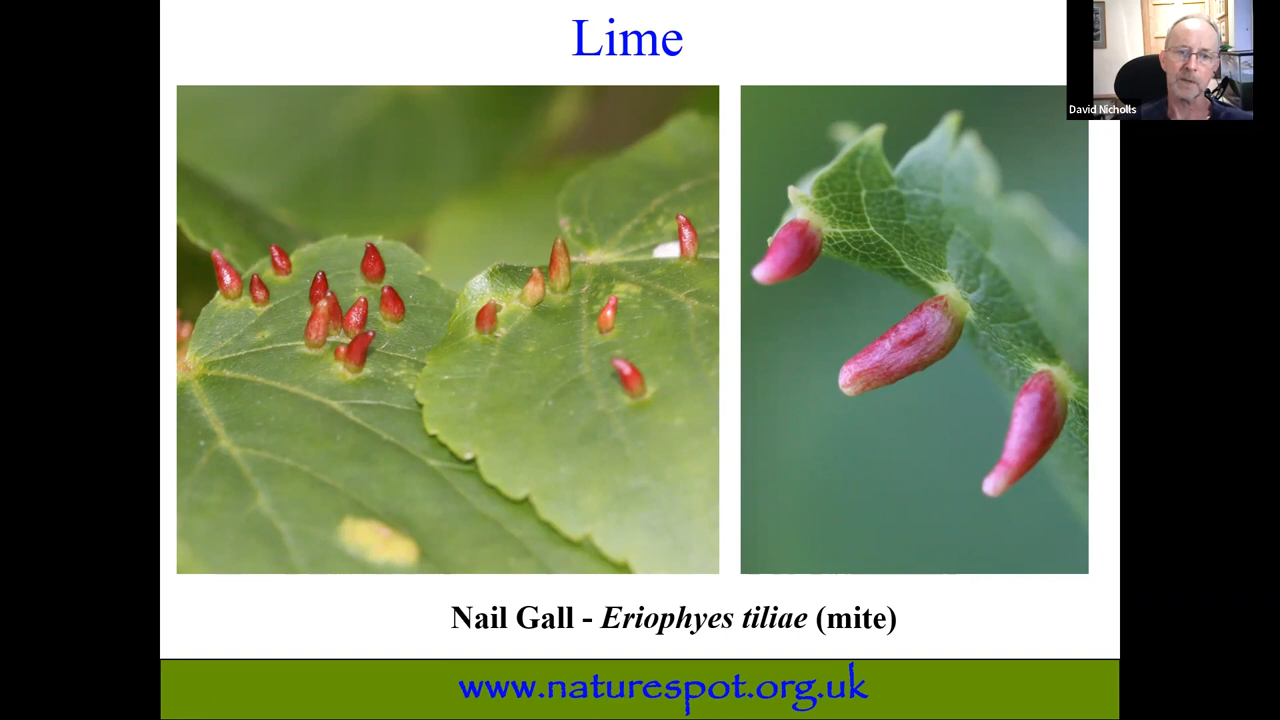 Lime
David Nicholls
Nail Gall - Eriophyes tiliae (mite)
www.naturespot.org.uk